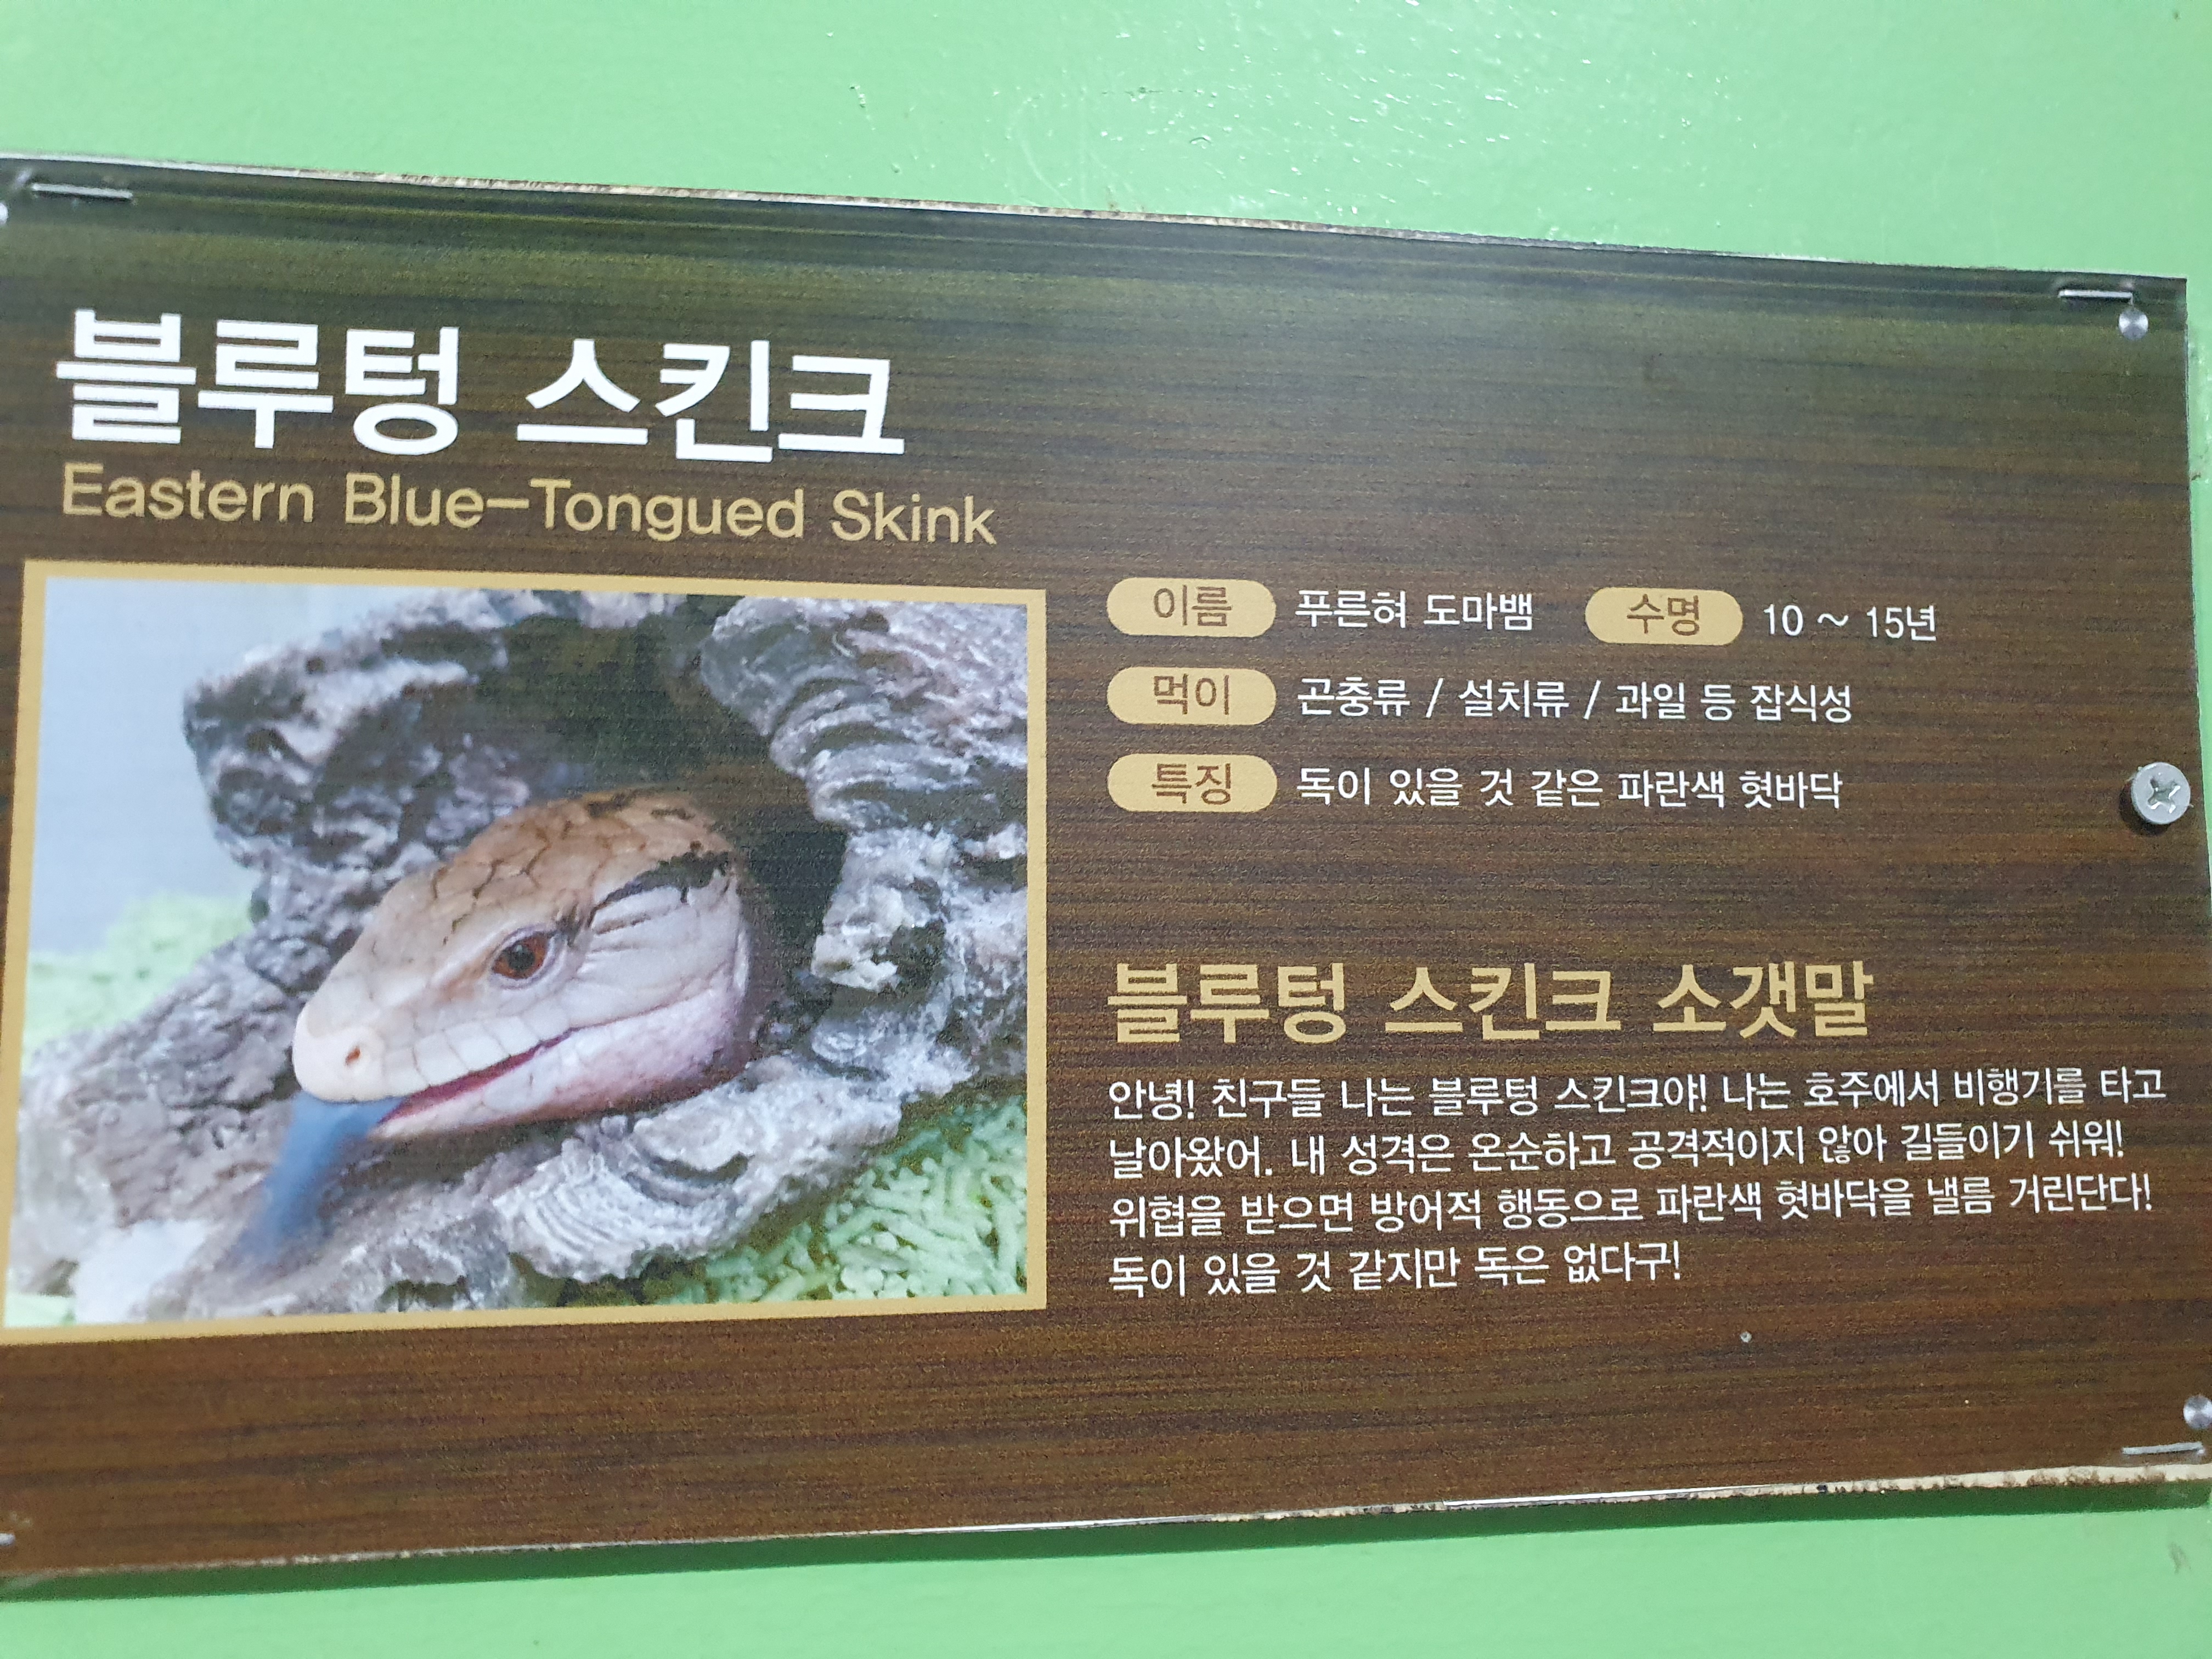 블루텅 스킨크
Eastern Blue-Tongued Skink
이름 푸른혀 도마뱀 수명 10 ~ 15년
먹이 곤충류 / 설치류 / 과일 등 잡식성
특징 독이 있을 것 같은 파란색 혓바닥
블루텅 스킨크 소갯말
안녕! 친구들 나는 블루텅 스킨크야! 나는 호주에서 비행기를 타고
날아왔어. 내 성격은 온순하고 공격적이지 않아 길들이기 쉬워!
위협을 받으면 방어적 행동으로 파란색 혓바닥을 낼름 거린단다!
독이 있을 것 같지만 독은 없다구!